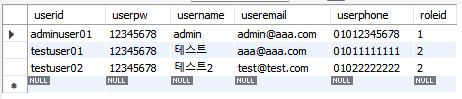 userid userpw username useremail userphone roleid
adminuser01 12345678 admin admin@aaa.com 01012345678 1
testuser01 12345678 테스트 aaa@aaa.com 01011111111 2
testuser02 12345678 테스트2 test@test.com 01022222222 2
NULL NULL NULL NULL NULL NULL